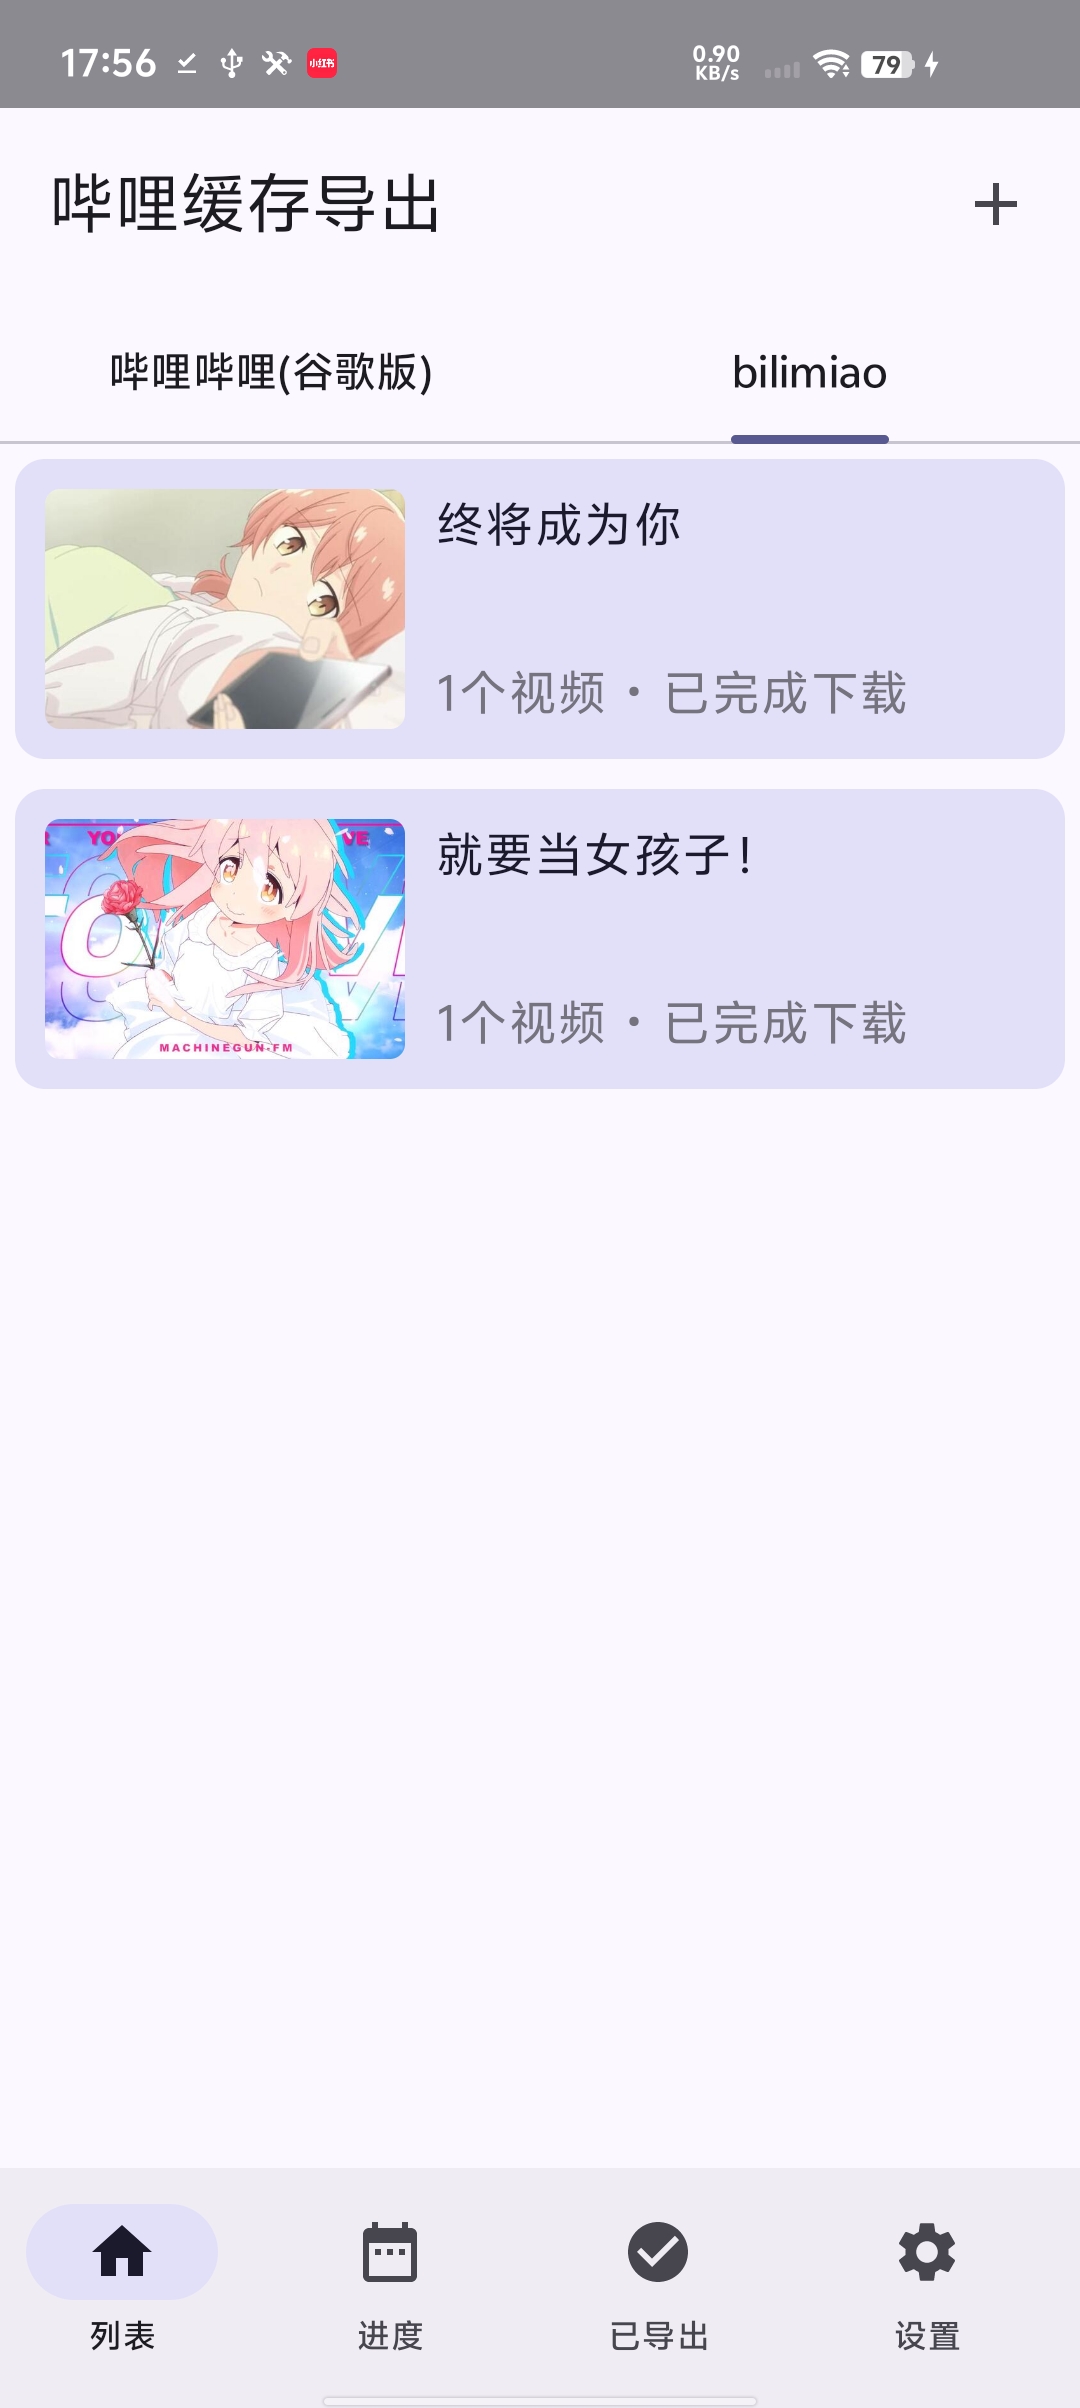 17:56
小红书
0.90
KB/s
79
哔哩缓存导出
哔哩哔哩(谷歌版)
bilimiao
终将成为你
1个视频 · 已完成下载
就要当女孩子!
MACHINEGUN-FM
1个视频 · 已完成下载
列表
进度
已导出
设置